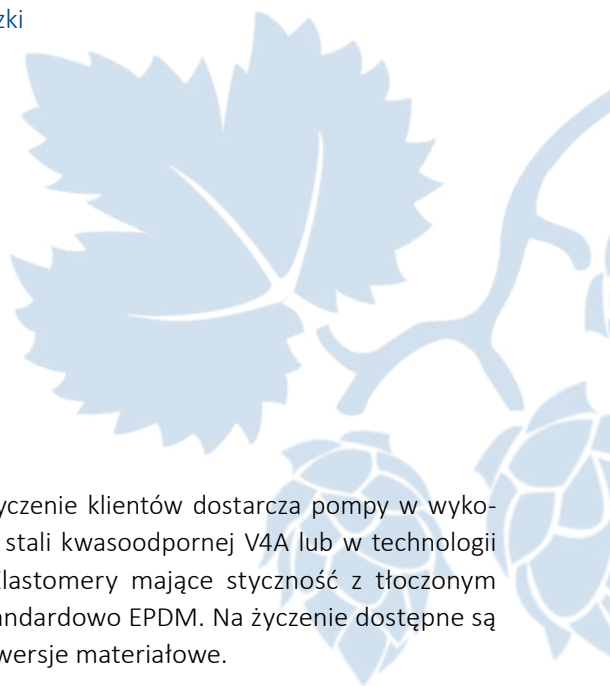 zki
yczenie klientów dostarcza pompy w wyko-
stali kwasoodpornej V4A lub w technologii
lastomery mające styczność z tłoczonym
ndardowo EPDM. Na życzenie dostępne są
wersje materiałowe.